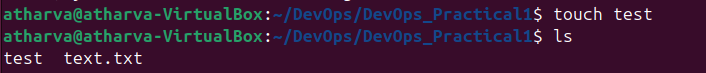 atharva@atharva-VirtualBox:~/DevOps/DevOps_Practical1$ touch test
atharva@atharva-VirtualBox:~/DevOps/DevOps_Practical1$ ls
test  text.txt